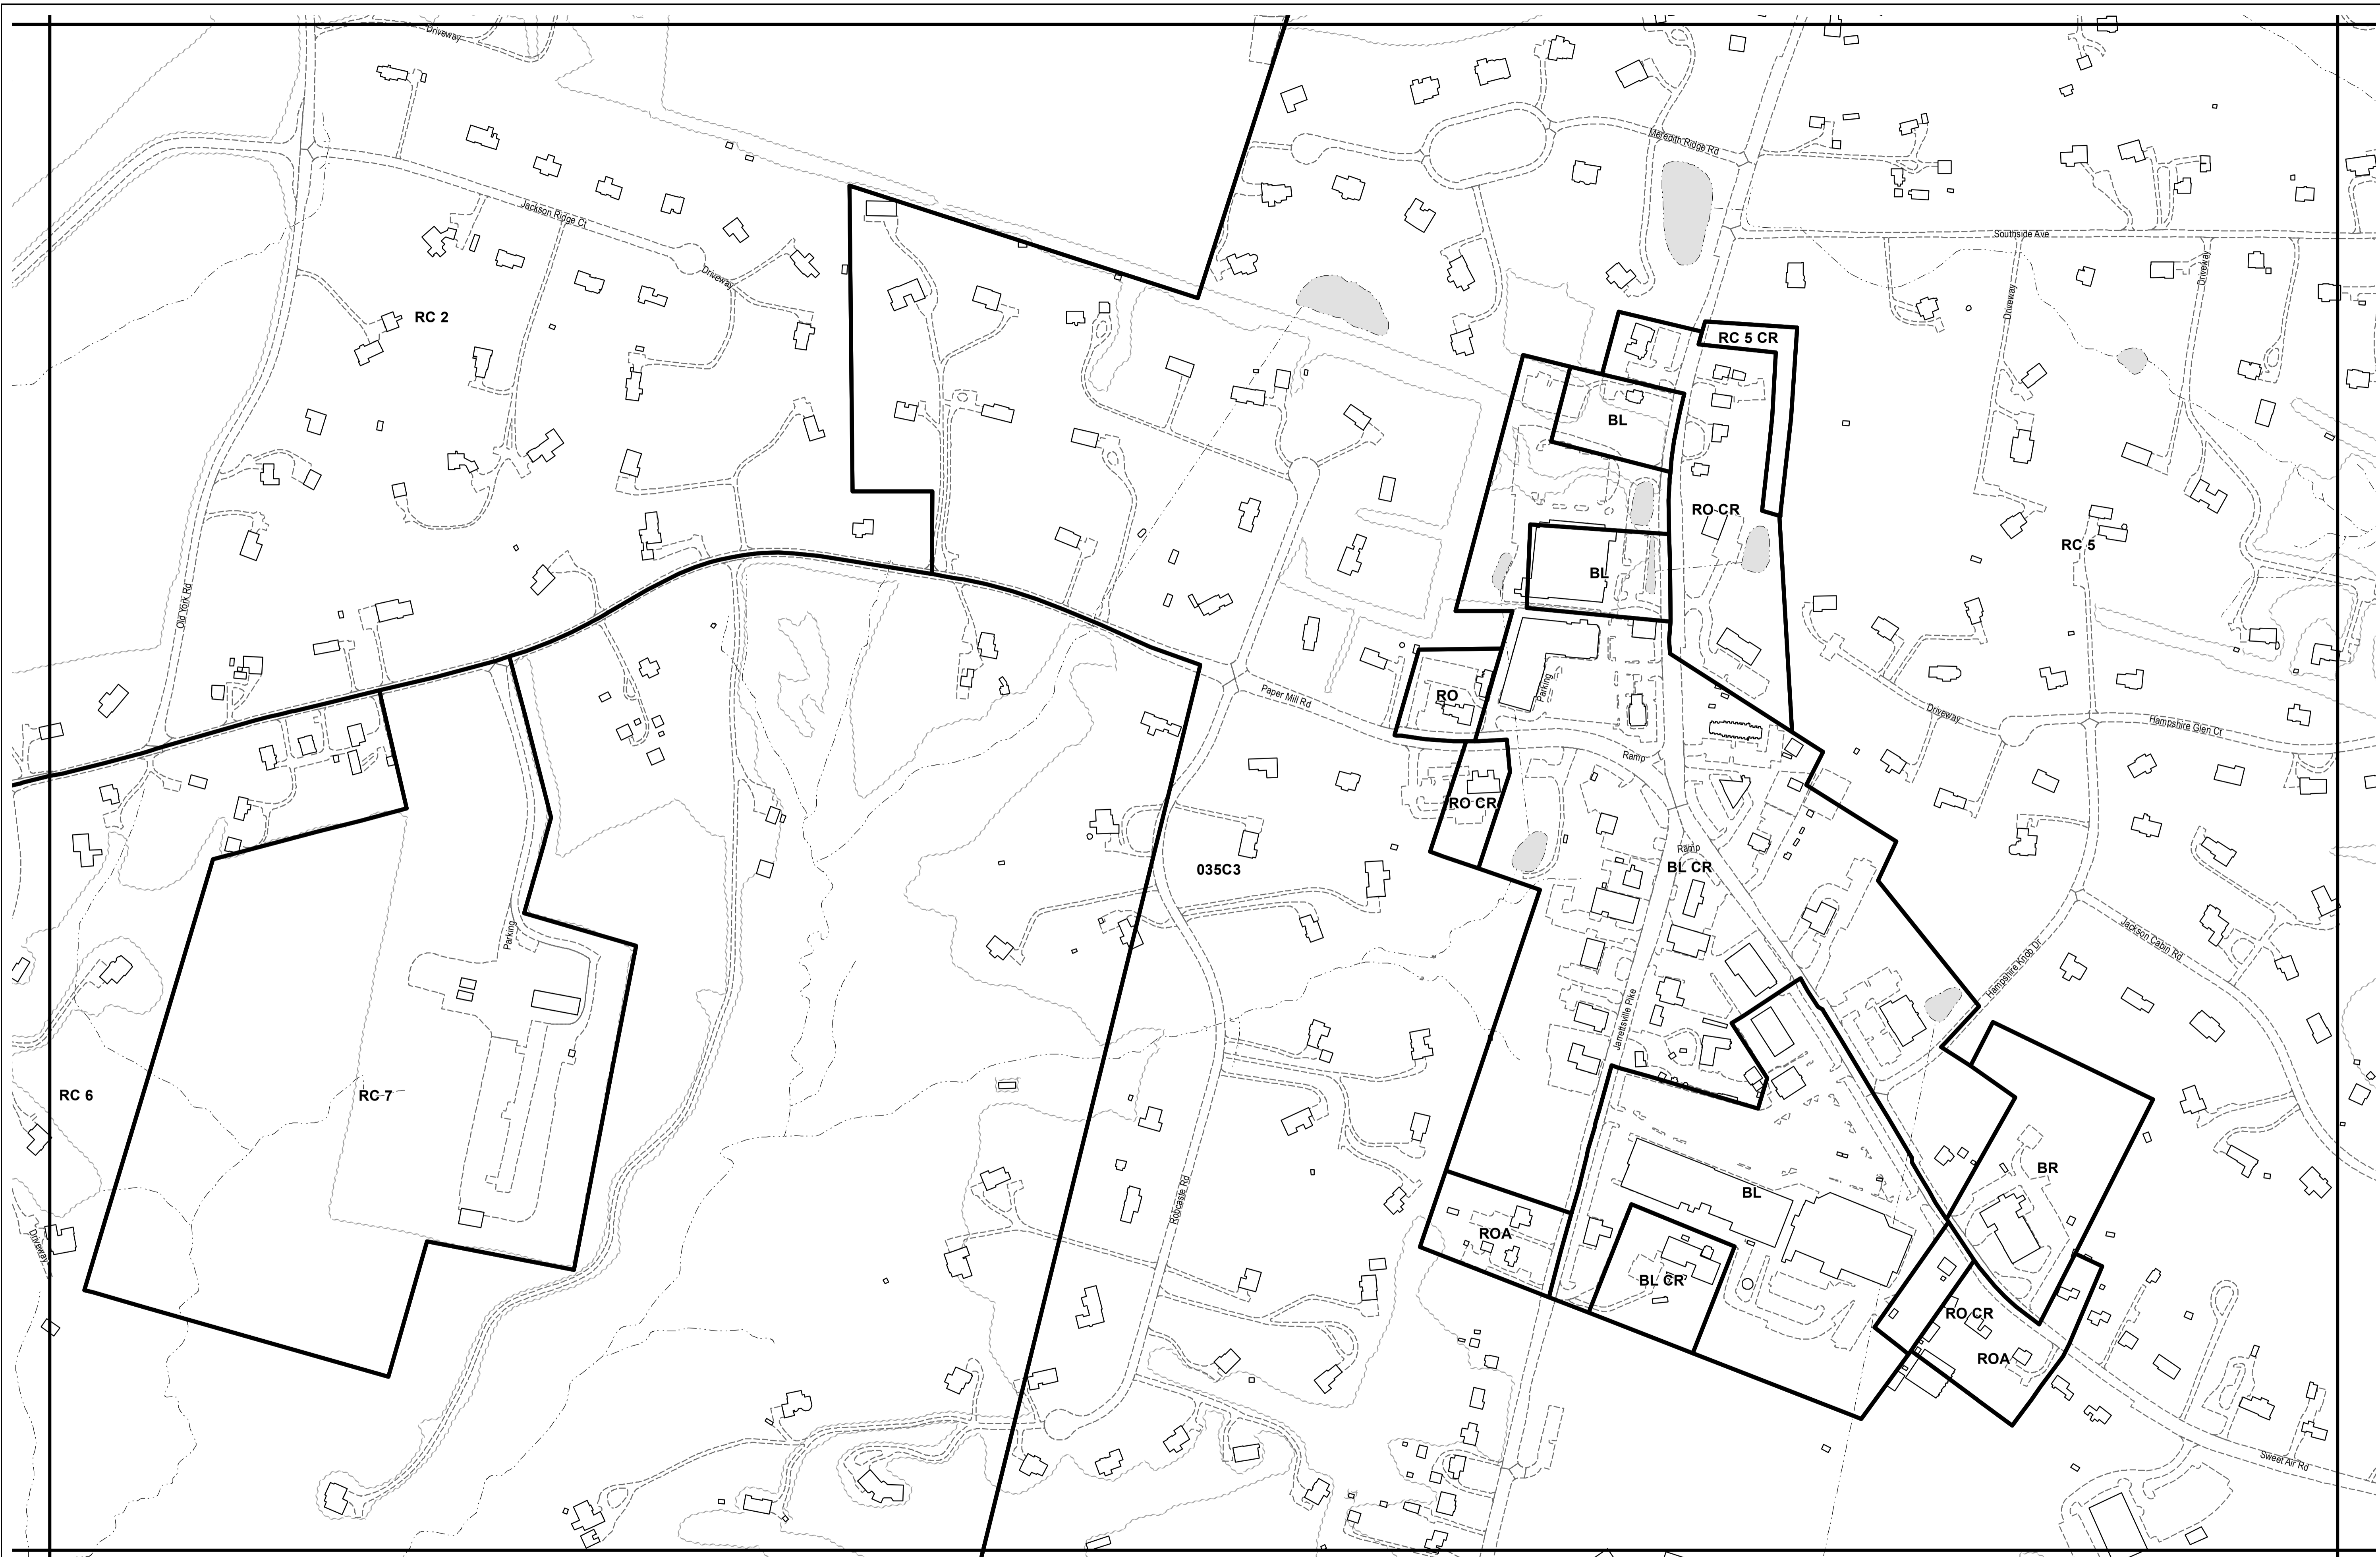 Driveway
Meredith Ridge Rd
Jackson Ridge Ct
Southside Ave
Driveway
Driveway
Driveway
RC 2
RC 5 CR
BL
RO CR
RC 5
BL
Old York Rd
Paper Mill Rd
RO
Parking
Driveway
Hampshire Glen Ct
Ramp
RO CR
Ramp
035C3
BL CR
Parking
Jackson Cabin Rd
Hampshire Knob Dr
Jarrettsville Pike
RC 6
RC 7
BR
Robcaste Rd
BL
Driveway
ROA
BL CR
RO CR
ROA
Sweet Air Rd